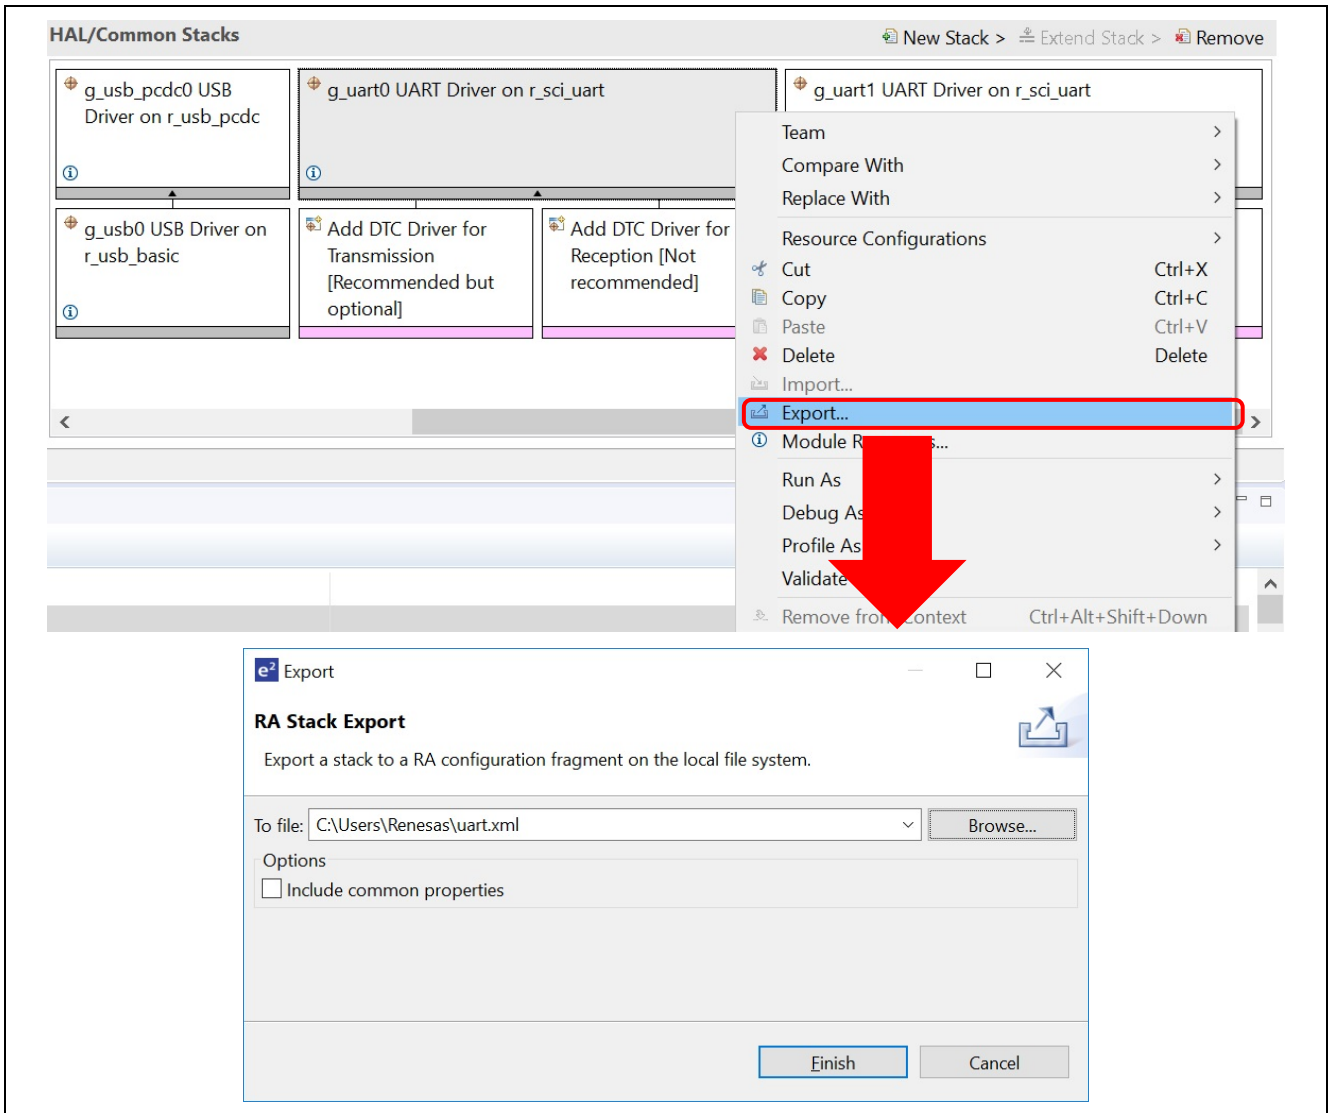 HAL/Common Stacks
New Stack > Extend Stack > Remove
g_usb_pcdc0 USB
Driver on r_usb_pcdc
g_uart0 UART Driver on r_sci_uart
g_uart1 UART Driver on r_sci_uart
g_usb0 USB Driver on
r_usb_basic
Add DTC Driver for
Transmission
[Recommended but
optional]
Add DTC Driver for
Reception [Not
recommended]
Team
Compare With
Replace With
Resource Configurations
Cut Ctrl+X
Copy Ctrl+C
Paste Ctrl+V
Delete Delete
Import...
Export...
Module
Run As
Debug As
Profile As
Validate
Remove from Context Ctrl+Alt+Shift+Down
e² Export
RA Stack Export
Export a stack to a RA configuration fragment on the local file system.
To file: C:\Users\Renesas\uart.xml Browse...
Options
Include common properties
Finish Cancel